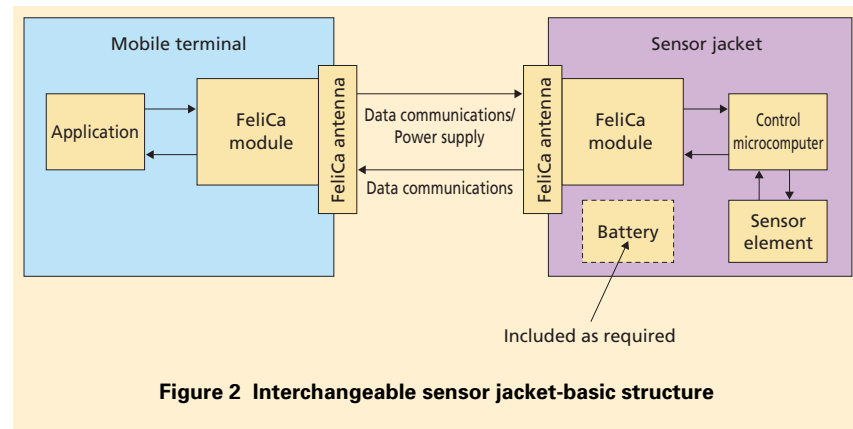 Mobile terminal
Sensor jacket
Application
FeliCa
module
FeliCa antenna
Data communications/
Power supply
Data communications
FeliCa antenna
FeliCa
module
Control
microcomputer
Battery
Sensor
element
Included as required
Figure 2 Interchangeable sensor jacket-basic structure